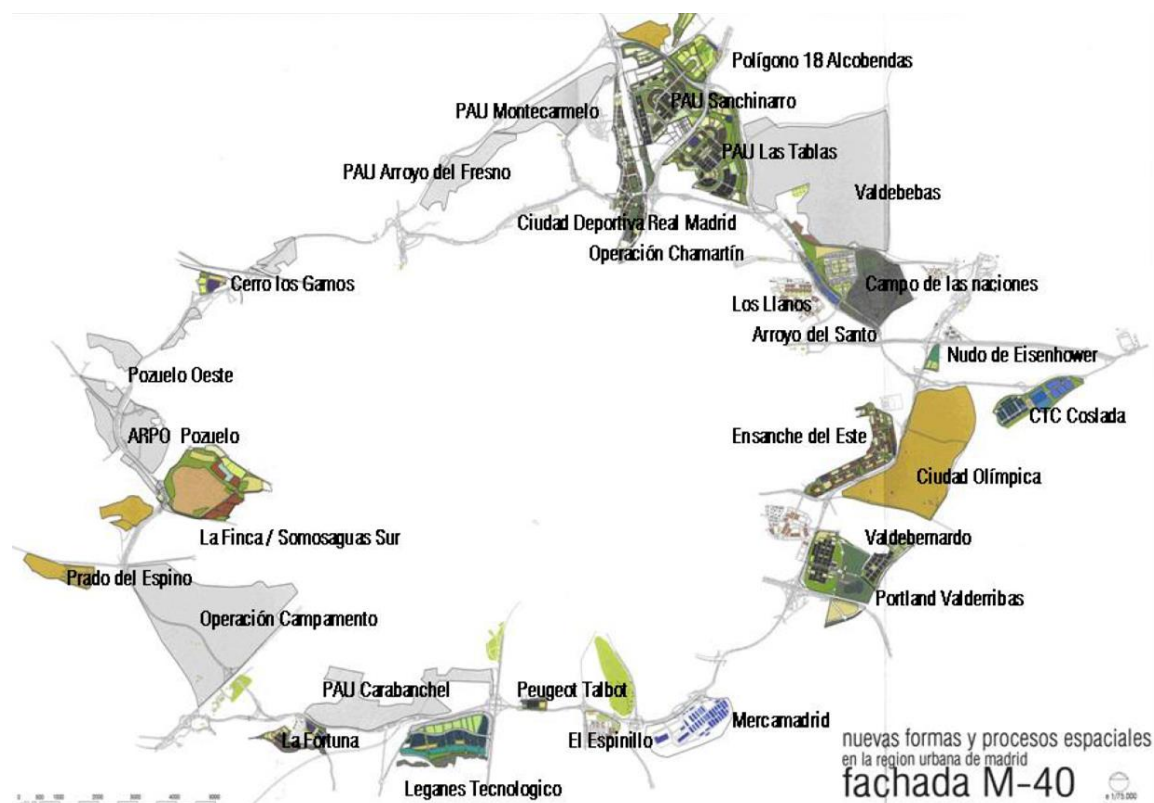 Polígono 18 Alcobendas
PAU Montecarmelo
PAU Sanchinarro
PAU Las Tablas
PAU Arroyo del Fresno
Valdebebas
Ciudad Deportiva Real Madrid
Operación Chamartín
Cerro los Gamos
Campo de las naciones
Los Llanos
Arroyo del Santo
Nudo de Eisenhower
Pozuelo Oeste
CTC Coslada
ARPO Pozuelo
Ensanche del Este
Ciudad Olímpica
La Finca / Somosaguas Sur
Valdebernardo
Prado del Espino
Portland Valderribas
Operación Campamento
PAU Carabanchel
Peugeot Talbot
Mercamadrid
La Fortuna
El Espinillo
Leganes Tecnologico
nuevas formas y procesos espaciales
en la region urbana de madrid
fachada M-40
e 1/75.000